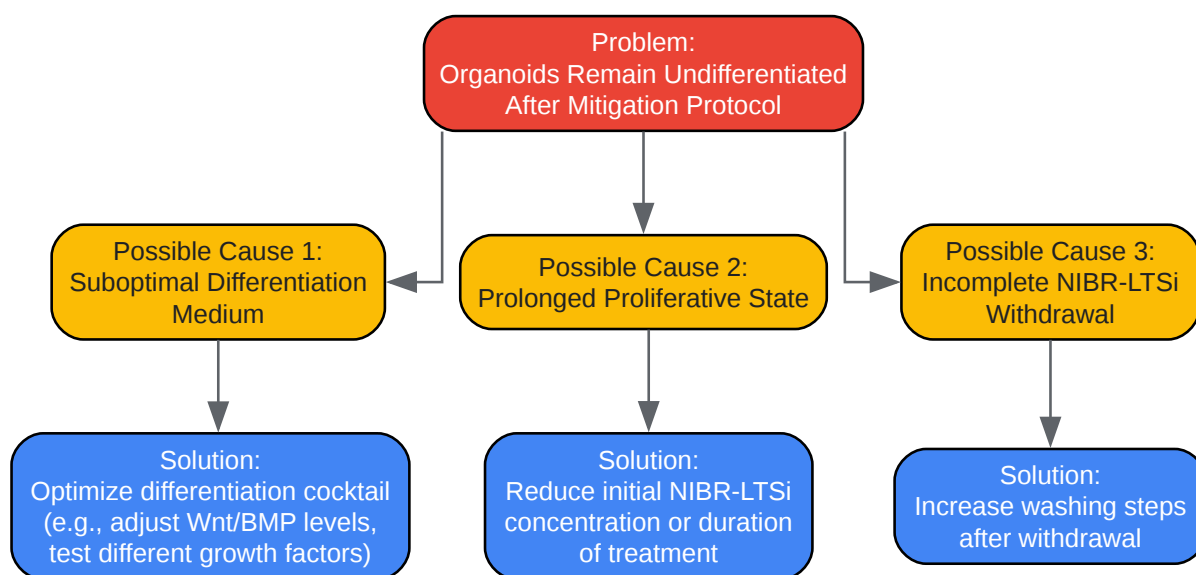 Problem:
Organoids Remain Undifferentiated
After Mitigation Protocol
Possible Cause 1:
Suboptimal Differentiation
Medium
Possible Cause 2:
Prolonged Proliferative State
Possible Cause 3:
Incomplete NIBR-LTSi
Withdrawal
Solution:
Optimize differentiation cocktail
(e.g., adjust Wnt/BMP levels,
test different growth factors)
Solution:
Reduce initial NIBR-LTSi
concentration or duration
of treatment
Solution:
Increase washing steps
after withdrawal